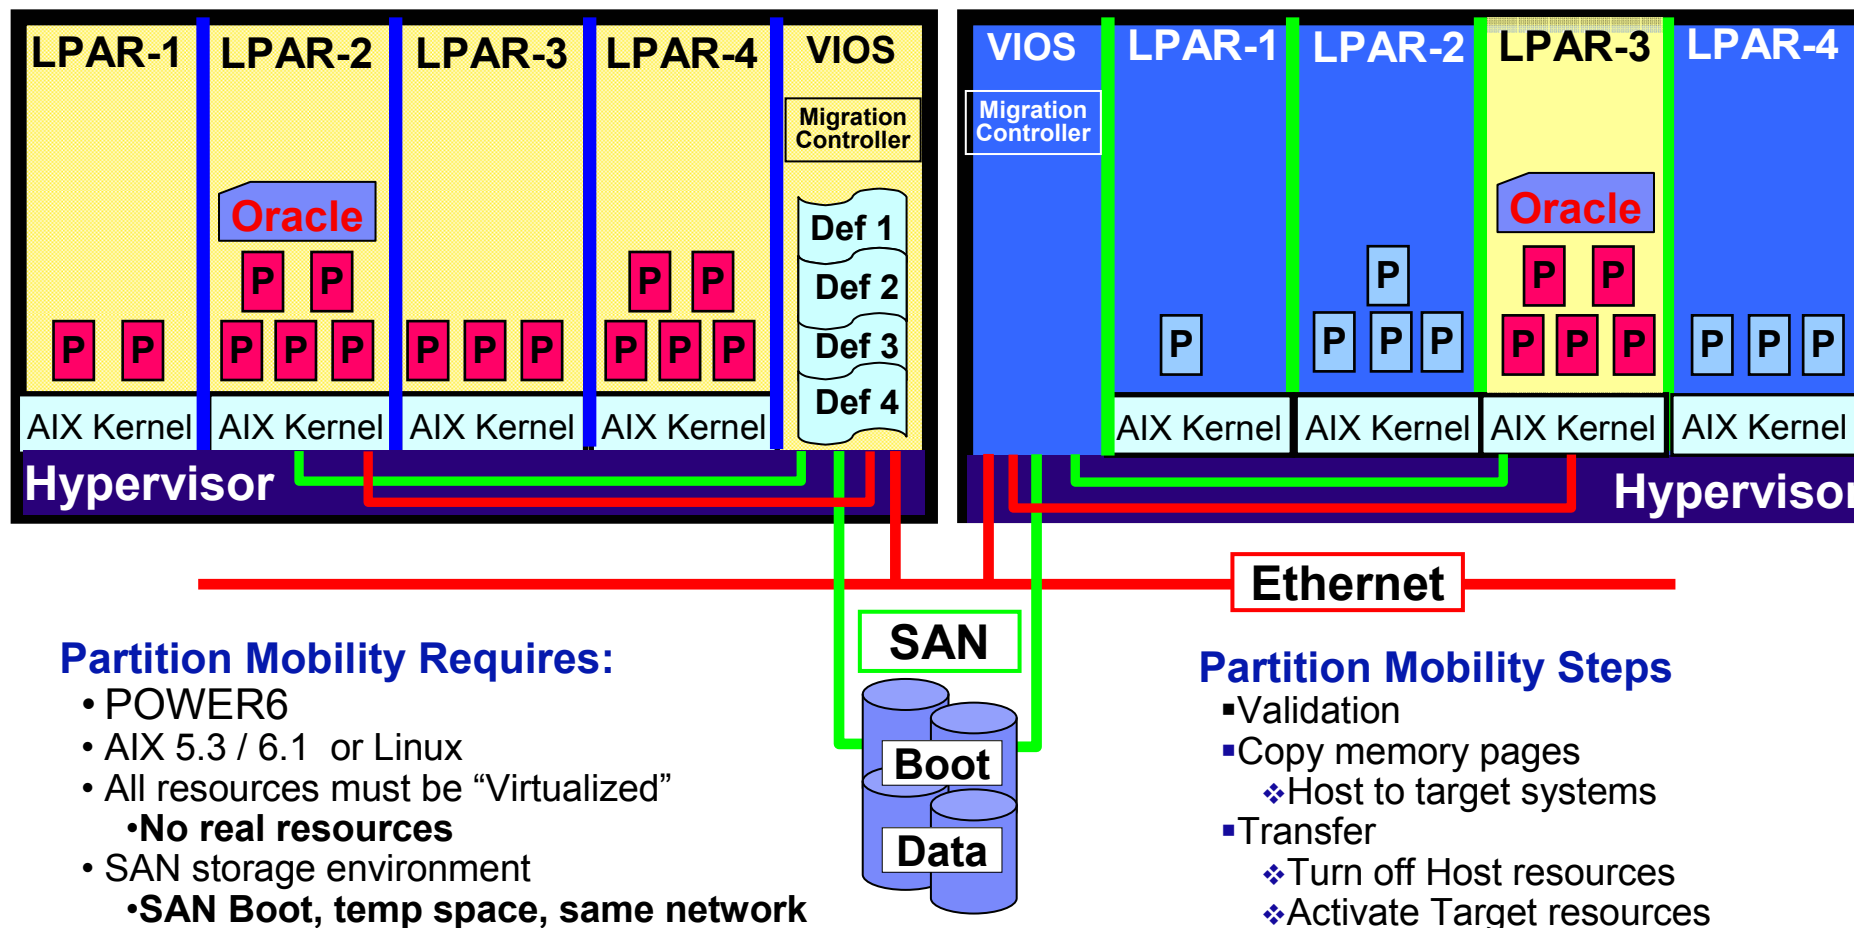 LPAR-1 LPAR-2 LPAR-3 LPAR-4 VIOS
Migration
Controller
Oracle
Def 1
P P P P
Def 2
P P P P P P P P P P P
Def 3
Def 4
AIX Kernel AIX Kernel AIX Kernel AIX Kernel
Hypervisor
VIOS LPAR-1 LPAR-2 LPAR-3 LPAR-4
Migration
Controller
Oracle
P P P
P P P P P P P P P P
AIX Kernel AIX Kernel AIX Kernel AIX Kernel
Hypervisor
Ethernet
SAN
Boot
Data
Partition Mobility Requires:
• POWER6
• AIX 5.3 / 6.1 or Linux
• All resources must be “Virtualized”
•No real resources
• SAN storage environment
•SAN Boot, temp space, same network
Partition Mobility Steps
▪Validation
▪Copy memory pages
❖Host to target systems
▪Transfer
❖Turn off Host resources
❖Activate Target resources